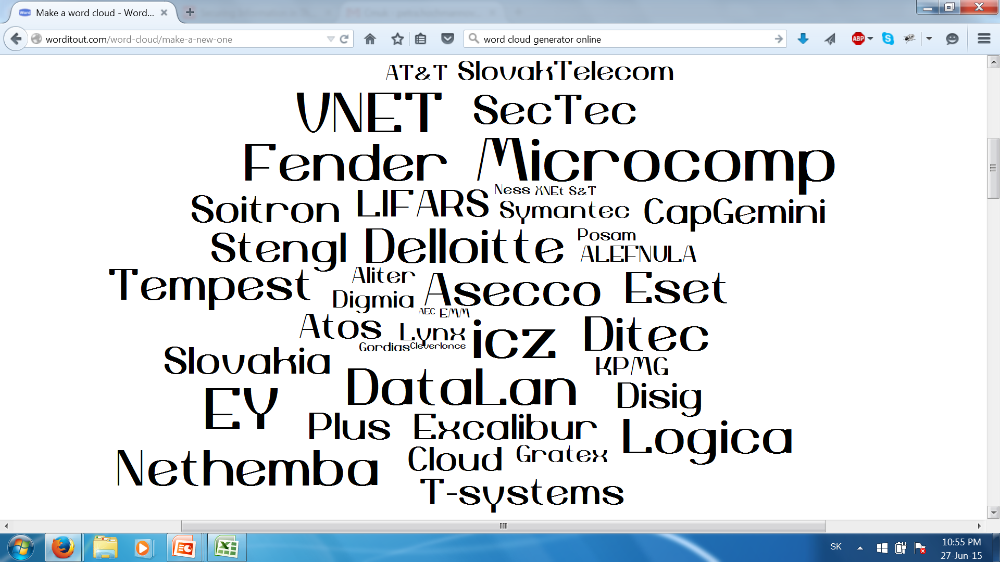 Make a word cloud - Word...
worditout.com/word-cloud/make-a-new-one
word cloud generator online
ABP
AT&T SlovakTelecom
VNET SecTec
Fender Microcomp
Ness XNEt S&T
Soitron LIFARS Symantec CapGemini
Stengl Delloitte Posam
ALEFNULA
Tempest Aliter Asecco Eset
Digmia
AEC EMM
Atos Lynx icz Ditec
Gordias Cleverlance
Slovakia KPMG
DataLan
EY Disig
Plus Excalibur Logica
Nethemba Cloud Gratex
T-systems
SK
10:55 PM
27-Jun-15